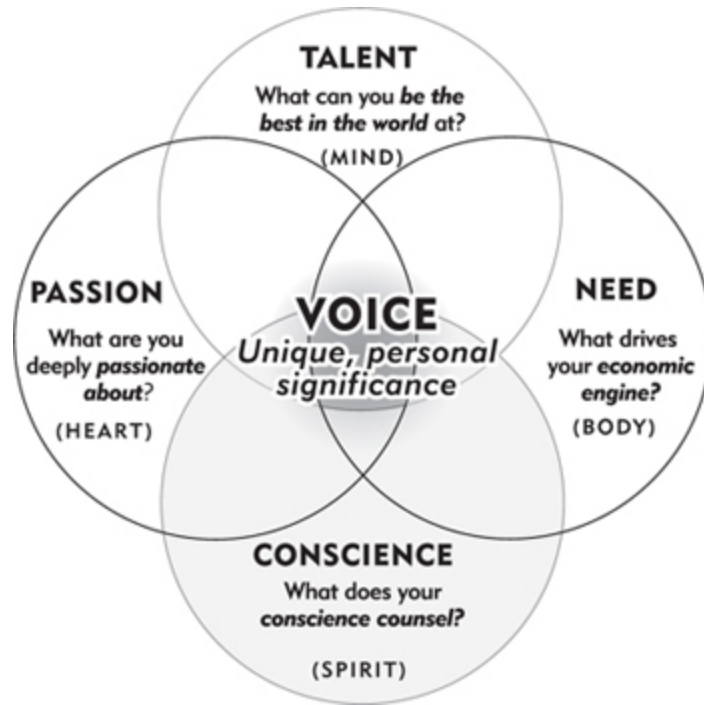 TALENT
What can you be the
best in the world at?
(MIND)
PASSION
What are you
deeply passionate
about?
(HEART)
VOICE
Unique, personal
significance
NEED
What drives
your economic
engine?
(BODY)
CONSCIENCE
What does your
conscience counsel?
(SPIRIT)